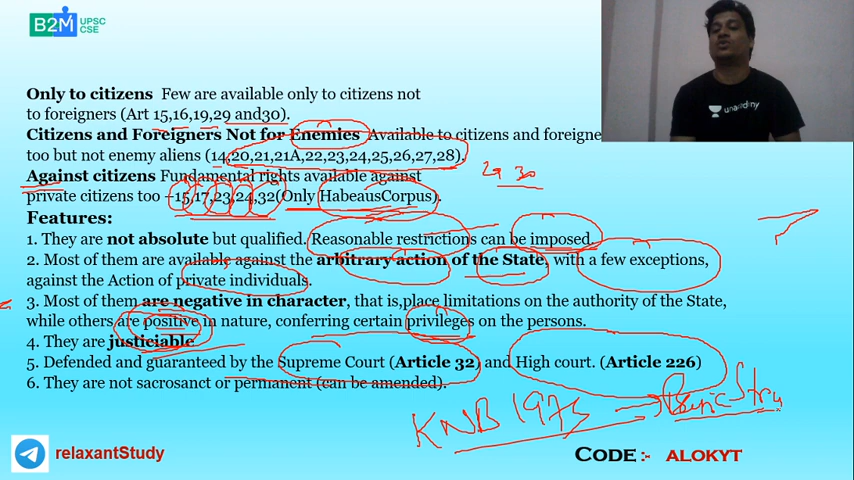 B2M UPSC
CSE
Only to citizens Few are available only to citizens not
to foreigners (Art 15,16,19,29 and30).
Citizens and Foreigners Not for Enemies Available to citizens and foreigne
too but not enemy aliens (14,20,21,21A,22,23,24,25,26,27,28).
29 30
Against citizens Fundamental rights available against
private citizens too –15,17,23,24,32(Only HabeausCorpus).
Features:
1. They are not absolute but qualified. Reasonable restrictions can be imposed.
2. Most of them are available against the arbitrary action of the State, with a few exceptions,
against the Action of private individuals.
3. Most of them are negative in character, that is,place limitations on the authority of the State,
while others are positive in nature, conferring certain privileges on the persons.
4. They are justiciable
5. Defended and guaranteed by the Supreme Court (Article 32) and High court. (Article 226)
6. They are not sacrosanct or permanent (can be amended).
KNB 1973 Basic Stru
relaxantStudy
CODE :- ALOKYT
unacademy